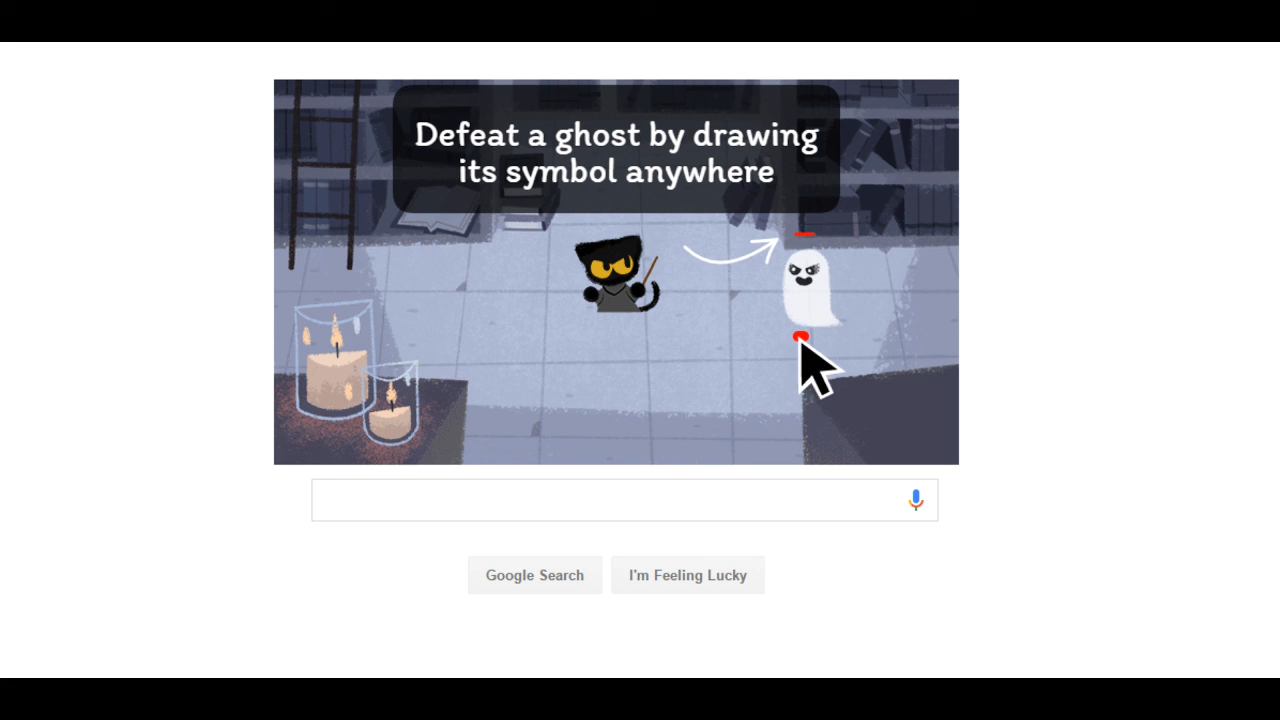 Defeat a ghost by drawing
its symbol anywhere
Google Search
I'm Feeling Lucky